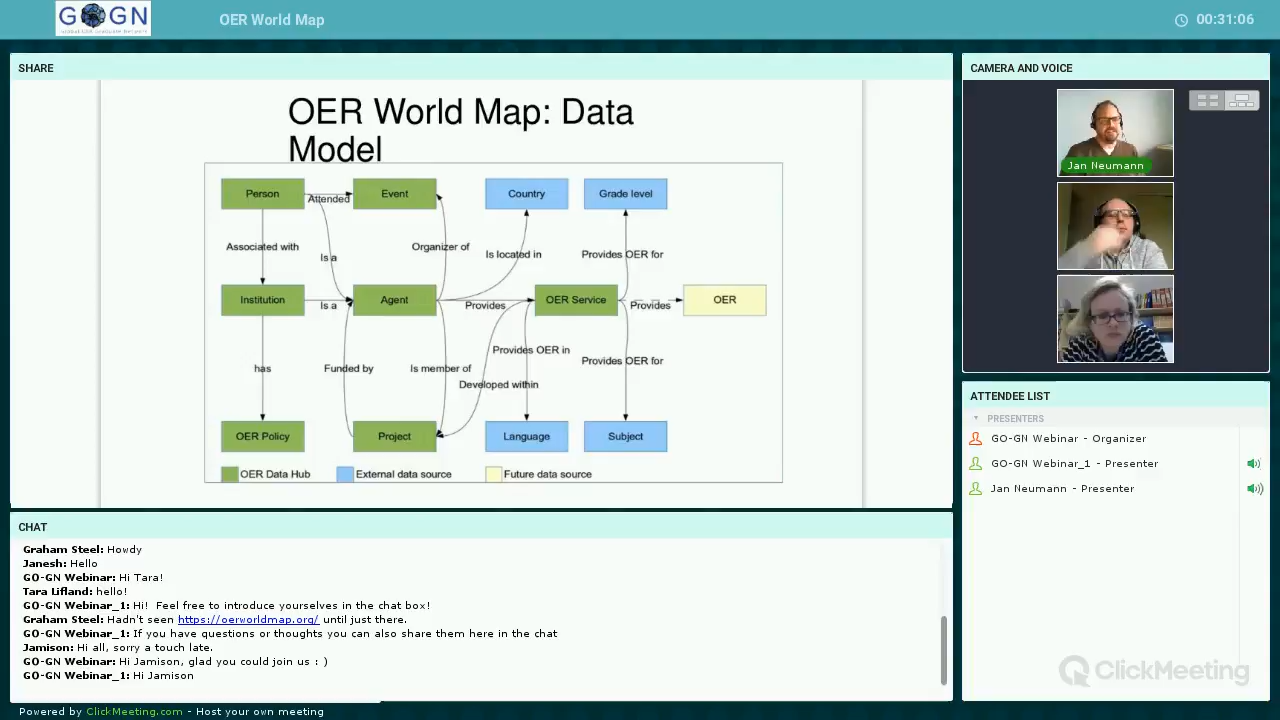 GOGN
OER World Map
00:31:06
SHARE
OER World Map: Data
Model
Person
Attended
Event
Country
Grade level
Associated with
Is a
Organizer of
Is located in
Provides OER for
Institution
Is a
Agent
Provides
OER Service
Provides
OER
has
Funded by
Is member of
Provides OER in
Developed within
Provides OER for
OER Policy
Project
Language
Subject
OER Data Hub
External data source
Future data source
CAMERA AND VOICE
Jan Neumann
ATTENDEE LIST
PRESENTERS
GO-GN Webinar - Organizer
GO-GN Webinar_1 - Presenter
Jan Neumann - Presenter
CHAT
Graham Steel: Howdy
Janesh: Hello
GO-GN Webinar: Hi Tara!
Tara Lifland: hello!
GO-GN Webinar_1: Hi! Feel free to introduce yourselves in the chat box!
Graham Steel: Hadn't seen https://oerworldmap.org/ until just there.
GO-GN Webinar_1: If you have questions or thoughts you can also share them here in the chat
Jamison: Hi all, sorry a touch late.
GO-GN Webinar: Hi Jamison, glad you could join us : )
GO-GN Webinar_1: Hi Jamison
ClickMeeting
Powered by ClickMeeting.com - Host your own meeting